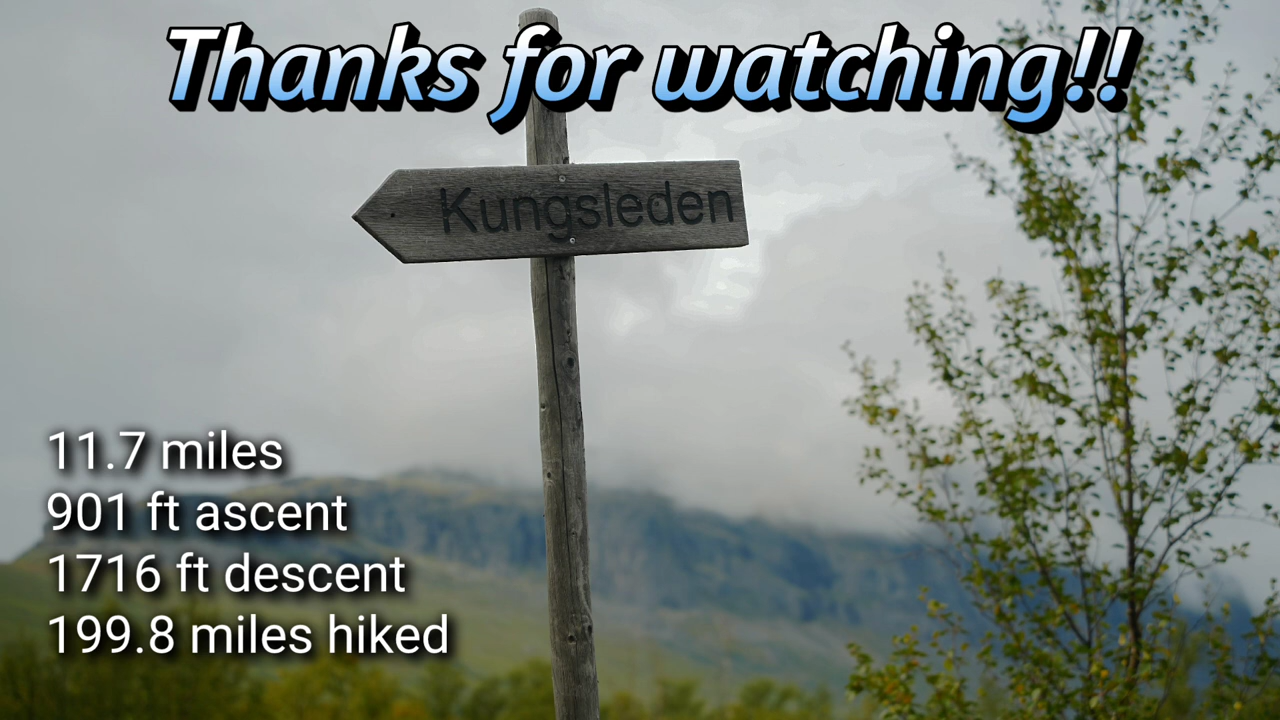 Thanks for watching!!
Kungsleden
11.7 miles
901 ft ascent
1716 ft descent
199.8 miles hiked